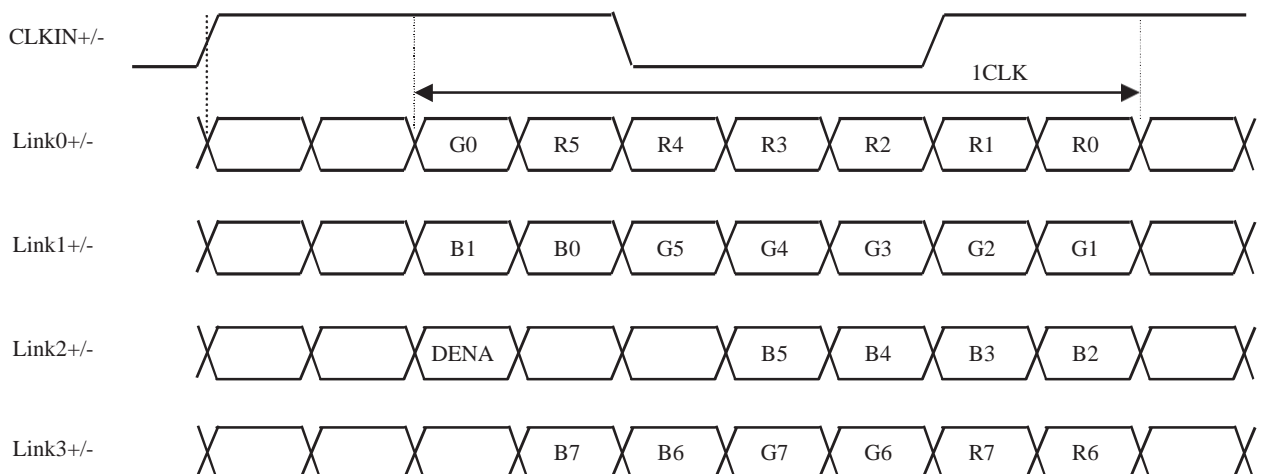 CLKIN+/-
1CLK
Link0+/- G0 R5 R4 R3 R2 R1 R0
Link1+/- B1 B0 G5 G4 G3 G2 G1
Link2+/- DENA B5 B4 B3 B2
Link3+/- B7 B6 G7 G6 R7 R6